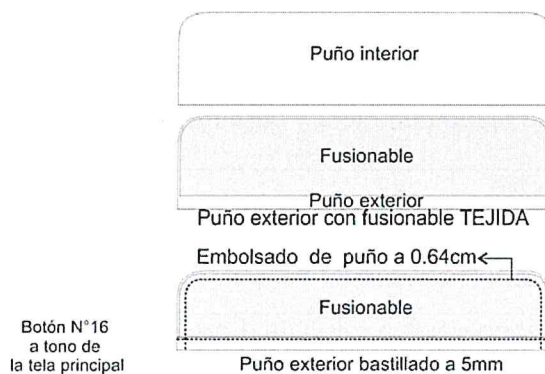 Puño interior
Fusionable
Puño exterior
Puño exterior con fusionable TEJIDA
Embolsado de puño a 0.64cm
Fusionable
Botón N°16
a tono de
la tela principal
Puño exterior bastillado a 5mm